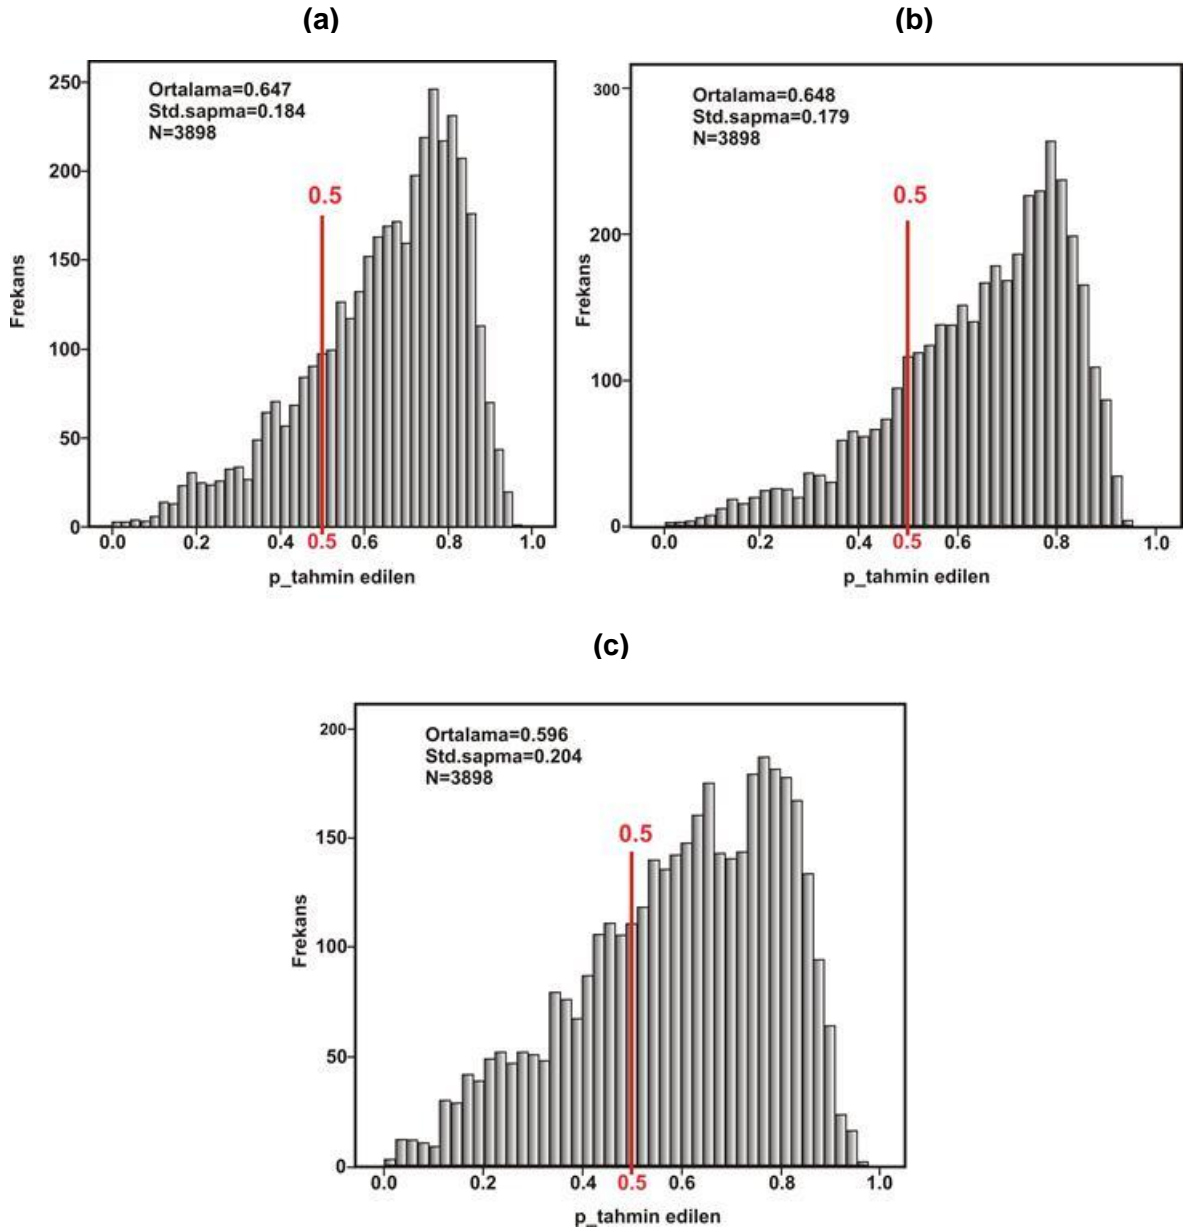 (a)
Ortalama=0.647
Std.sapma=0.184
N=3898
0.5
250
200
150
100
50
0
Frekans
0.0 0.2 0.4 0.5 0.6 0.8 1.0
p_tahmin edilen
(b)
Ortalama=0.648
Std.sapma=0.179
N=3898
0.5
300
200
100
0
Frekans
0.0 0.2 0.4 0.5 0.6 0.8 1.0
p_tahmin edilen
(c)
Ortalama=0.596
Std.sapma=0.204
N=3898
0.5
200
150
100
50
0
Frekans
0.0 0.2 0.4 0.5 0.6 0.8 1.0
p_tahmin edilen